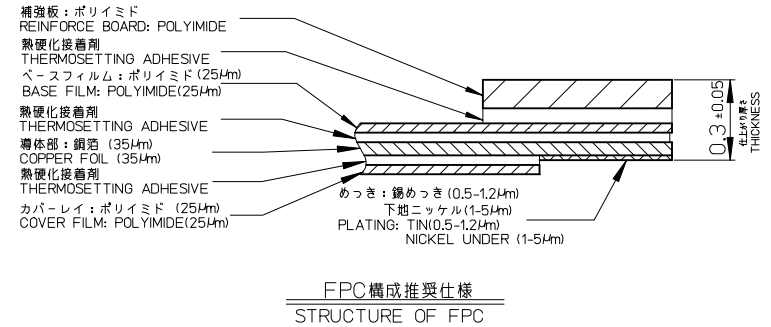 補強板：ポリイミド
REINFORCE BOARD: POLYIMIDE
熱硬化接着剤
THERMOSETTING ADHESIVE
ベースフィルム：ポリイミド(25μm)
BASE FILM: POLYIMIDE(25μm)
熱硬化接着剤
THERMOSETTING ADHESIVE
導体部：銅箔 (35μm)
COPPER FOIL (35μm)
熱硬化接着剤
THERMOSETTING ADHESIVE
カバーレイ：ポリイミド (25μm)
COVER FILM: POLYIMIDE(25μm)
めっき：錫めっき(0.5-1.2μm)
下地ニッケル(1-5μm)
PLATING: TIN(0.5-1.2μm)
NICKEL UNDER (1-5μm)
0.3 ±0.05
仕上がり厚さ
THICKNESS
FPC構成推奨仕様
STRUCTURE OF FPC